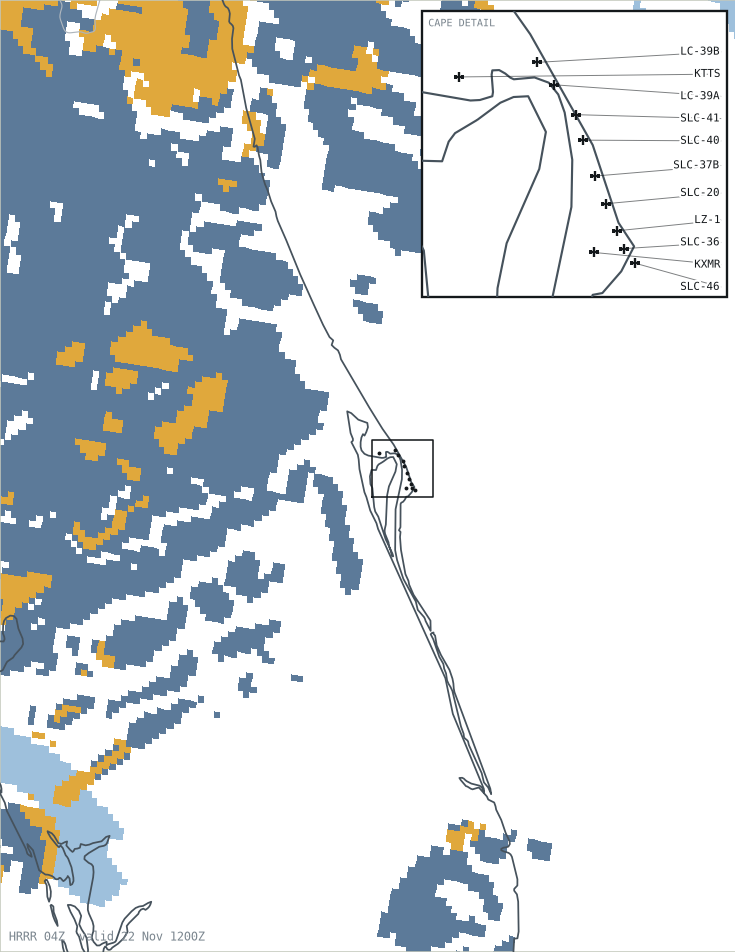 CAPE DETAIL
LC-39B
KTTS
LC-39A
SLC-41
SLC-40
SLC-37B
SLC-20
LZ-1
SLC-36
KXMR
SLC-46
HRRR 04Z valid 22 Nov 1200Z